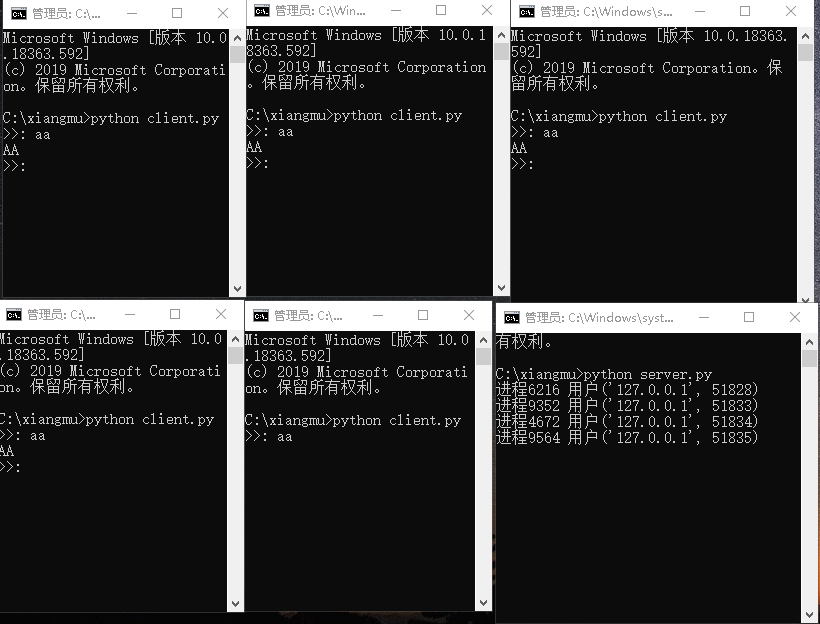 管理员: C:\...
Microsoft Windows [版本 10.0
.18363.592]
(c) 2019 Microsoft Corporati
on。保留所有权利。
C:\xiangmu>python client.py
>>: aa
AA
>>:
管理员: C:\Win...
Microsoft Windows [版本 10.0.1
8363.592]
(c) 2019 Microsoft Corporation
。保留所有权利。
C:\xiangmu>python client.py
>>: aa
AA
>>:
管理员: C:\Windows\s...
Microsoft Windows [版本 10.0.18363.
592]
(c) 2019 Microsoft Corporation。保
留所有权利。
C:\xiangmu>python client.py
>>: aa
AA
>>:
管理员: C:\...
Microsoft Windows [版本 10.0
.18363.592]
(c) 2019 Microsoft Corporati
on。保留所有权利。
C:\xiangmu>python client.py
>>: aa
AA
>>:
管理员: C:\...
Microsoft Windows [版本 10.0
.18363.592]
(c) 2019 Microsoft Corporati
on。保留所有权利。
C:\xiangmu>python client.py
>>: aa
管理员: C:\Windows\syst...
有权利。
C:\xiangmu>python server.py
进程6216 用户('127.0.0.1', 51828)
进程9352 用户('127.0.0.1', 51833)
进程4672 用户('127.0.0.1', 51834)
进程9564 用户('127.0.0.1', 51835)